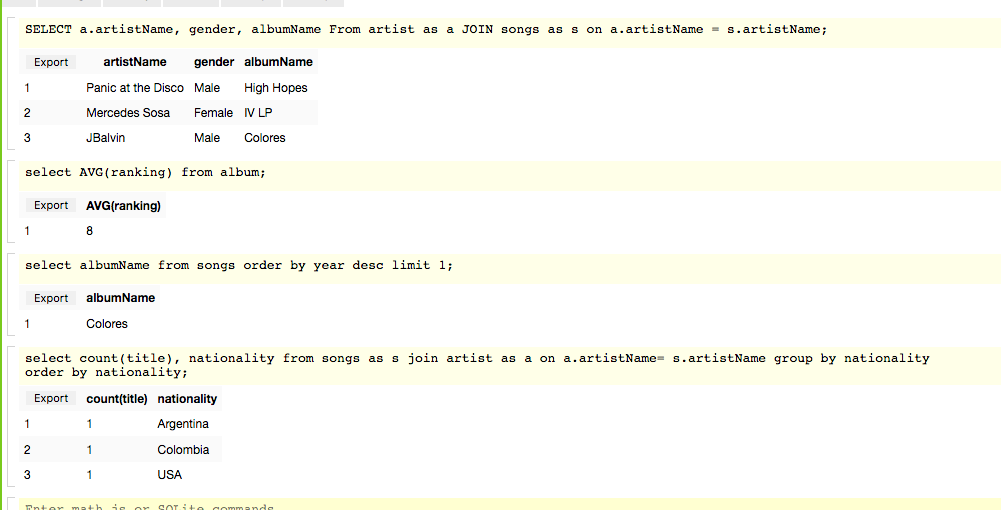 SELECT a.artistName, gender, albumName From artist as a JOIN songs as s on a.artistName = s.artistName;
Export artistName gender albumName
1 Panic at the Disco Male High Hopes
2 Mercedes Sosa Female IV LP
3 JBalvin Male Colores
select AVG(ranking) from album;
Export AVG(ranking)
1 8
select albumName from songs order by year desc limit 1;
Export albumName
1 Colores
select count(title), nationality from songs as s join artist as a on a.artistName= s.artistName group by nationality
order by nationality;
Export count(title) nationality
1 1 Argentina
2 1 Colombia
3 1 USA
Enter math.js or SQLite commands